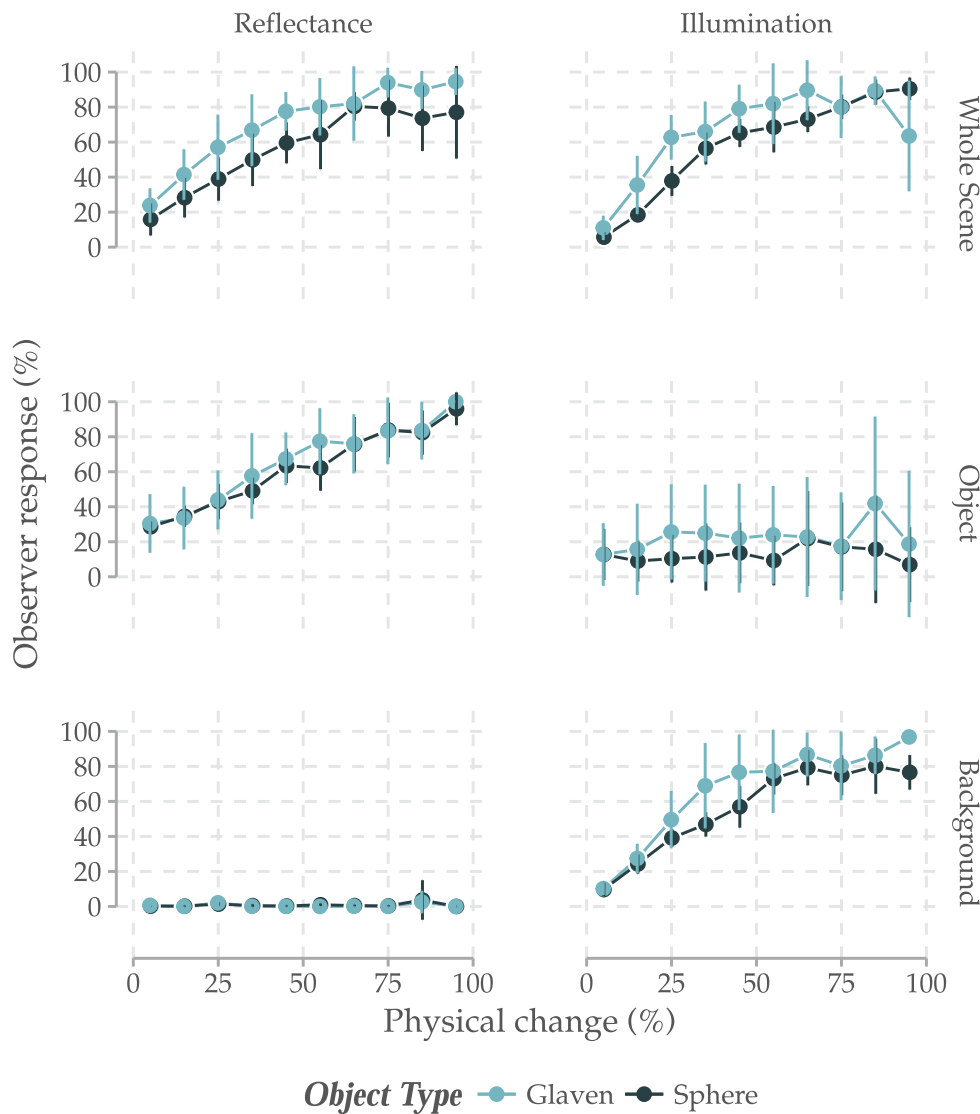 Reflectance
Illumination
100
80
60
40
20
0
Whole Scene
Observer response (%)
100
80
60
40
20
0
Object
100
80
60
40
20
0
Background
0 25 50 75 100
0 25 50 75 100
Physical change (%)
Object Type Glaven Sphere